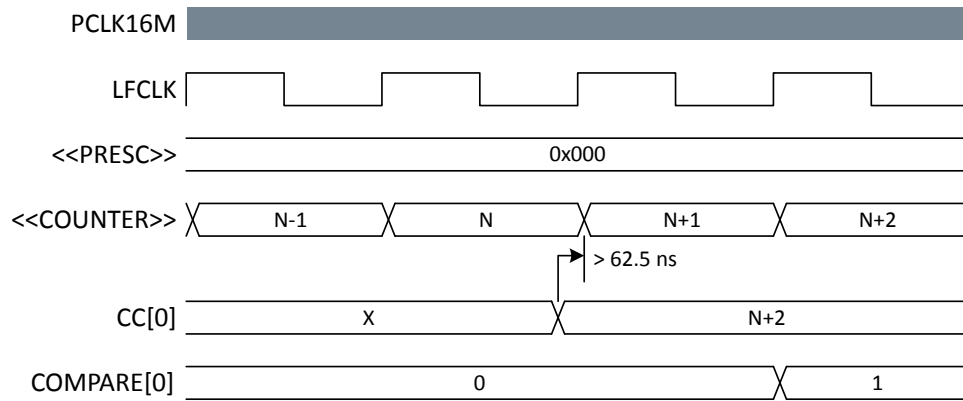 PCLK16M
LFCLK
<<PRESC>> 0x000
<<COUNTER>> N-1 N N+1 N+2
> 62.5 ns
CC[0] X N+2
COMPARE[0] 0 1